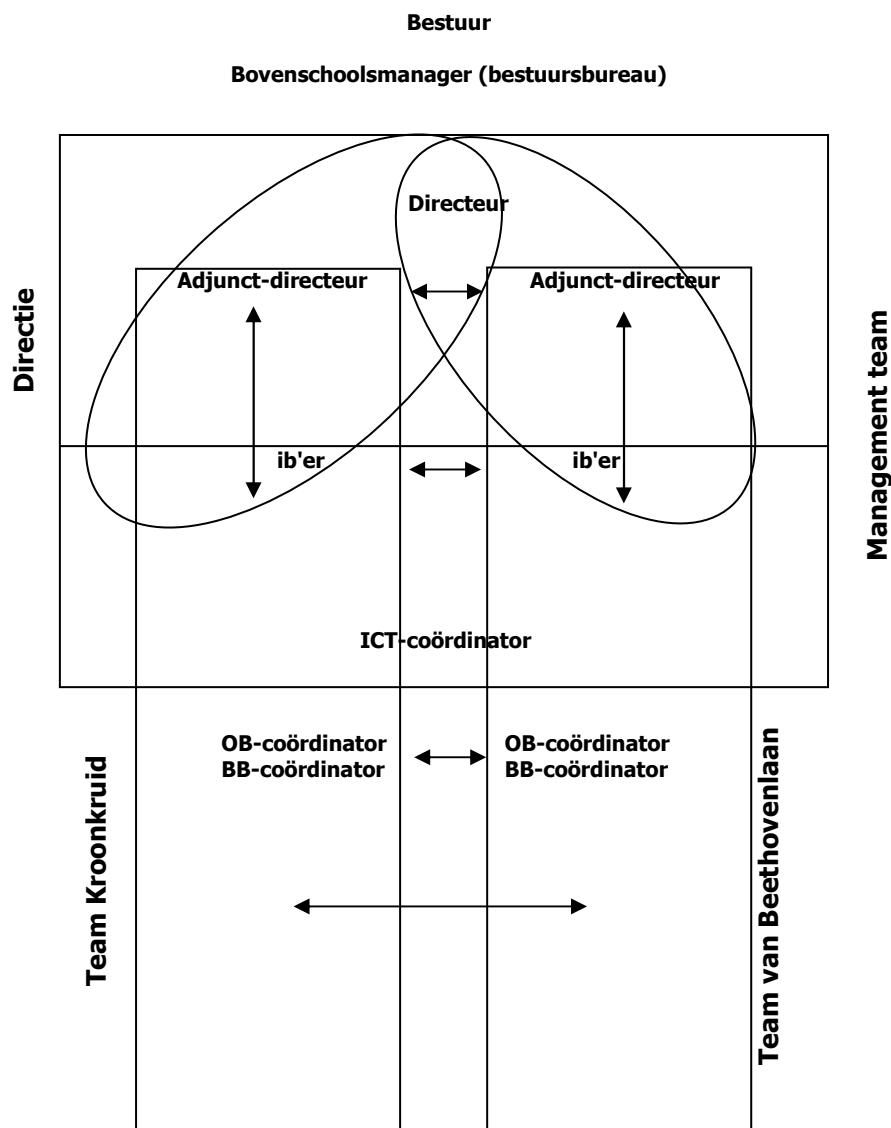 Bestuur
Bovenschoolsmanager (bestuursbureau)
Directeur
Adjunct-directeur
Adjunct-directeur
Directie
Management team
ib'er
ib'er
ICT-coördinator
OB-coördinator
BB-coördinator
OB-coördinator
BB-coördinator
Team Kroonkruid
Team van Beethovenlaan